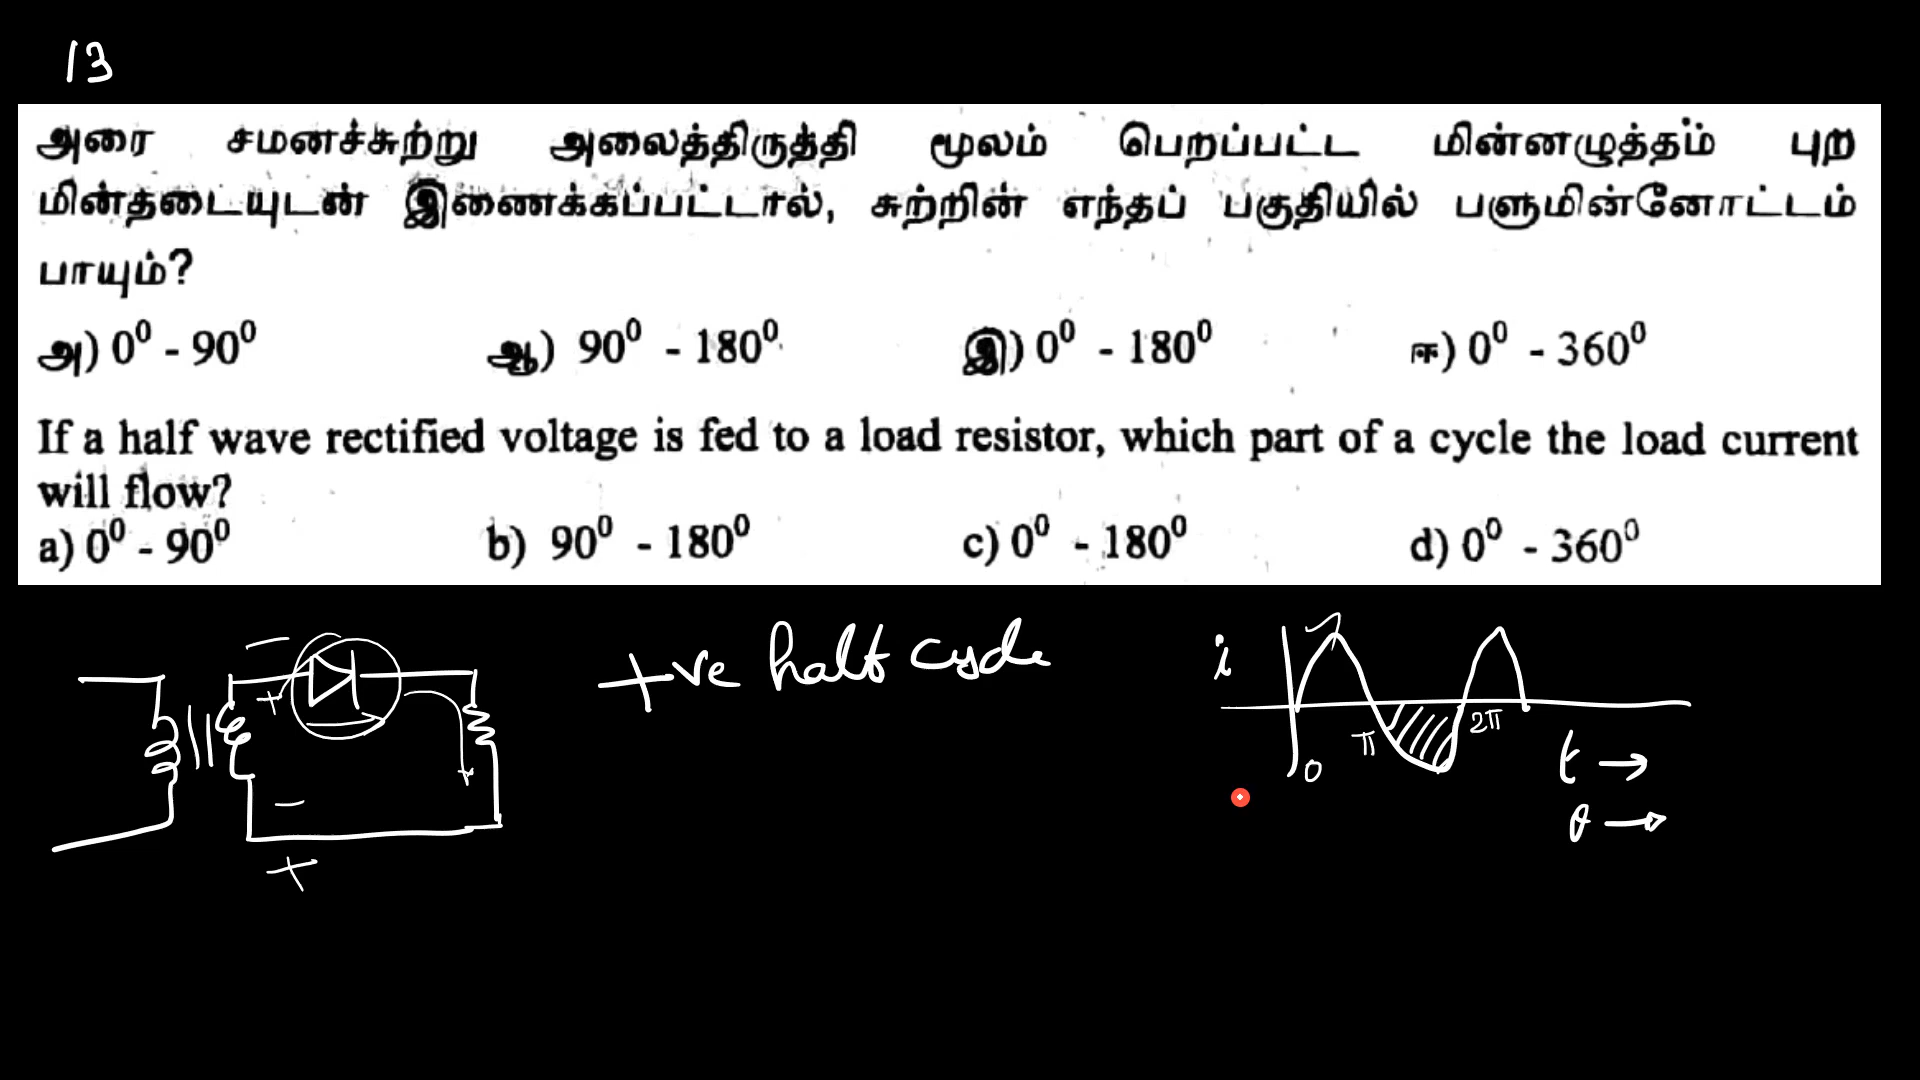 13
அரை சமனச்சுற்று அலைத்திருத்தி மூலம் பெறப்பட்ட மின்னழுத்தம் புற
மின்தடையுடன் இணைக்கப்பட்டால், சுற்றின் எந்தப் பகுதியில் பளுமின்னோட்டம்
பாயும்?
அ) 0⁰ - 90⁰ ஆ) 90⁰ - 180⁰ இ) 0⁰ - 180⁰ ஈ) 0⁰ - 360⁰
If a half wave rectified voltage is fed to a load resistor, which part of a cycle the load current
will flow?
a) 0⁰ - 90⁰ b) 90⁰ - 180⁰ c) 0⁰ - 180⁰ d) 0⁰ - 360⁰
+ve half cycle
i
π 2π
0
t →
θ →